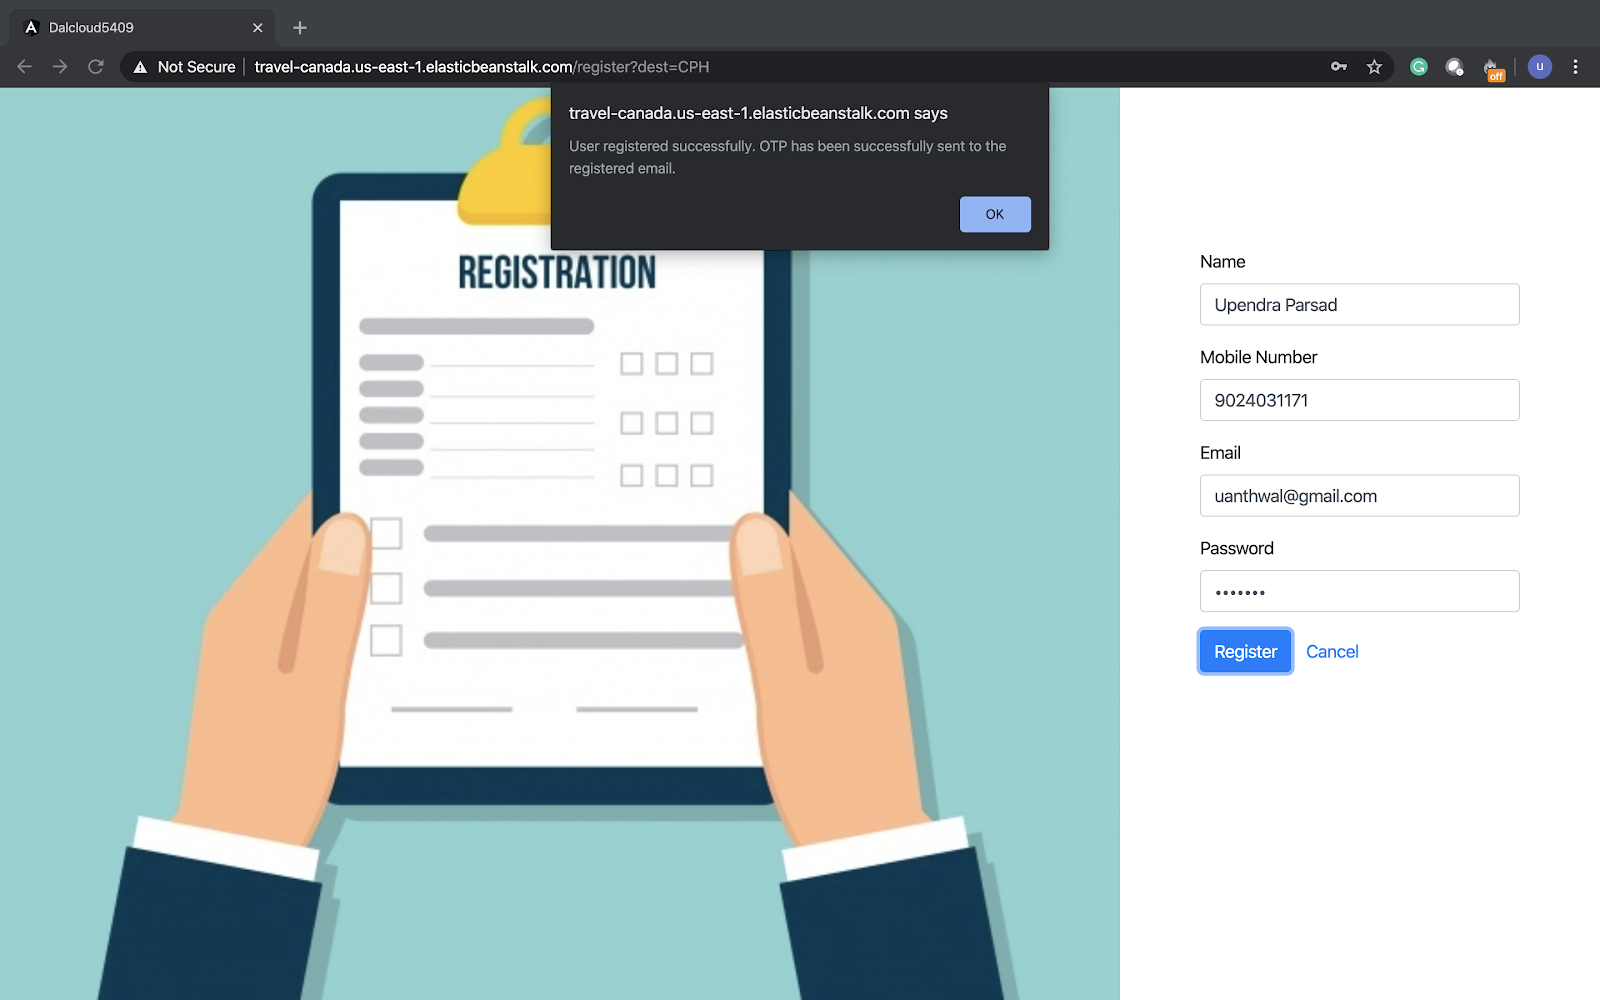 Dalcloud5409
Not Secure
travel-canada.us-east-1.elasticbeanstalk.com/register?dest=CPH
off
u
travel-canada.us-east-1.elasticbeanstalk.com says
User registered successfully. OTP has been successfully sent to the
registered email.
OK
REGISTRATION
Name
Upendra Parsad
Mobile Number
9024031171
Email
uanthwal@gmail.com
Password
•••••••
Register Cancel